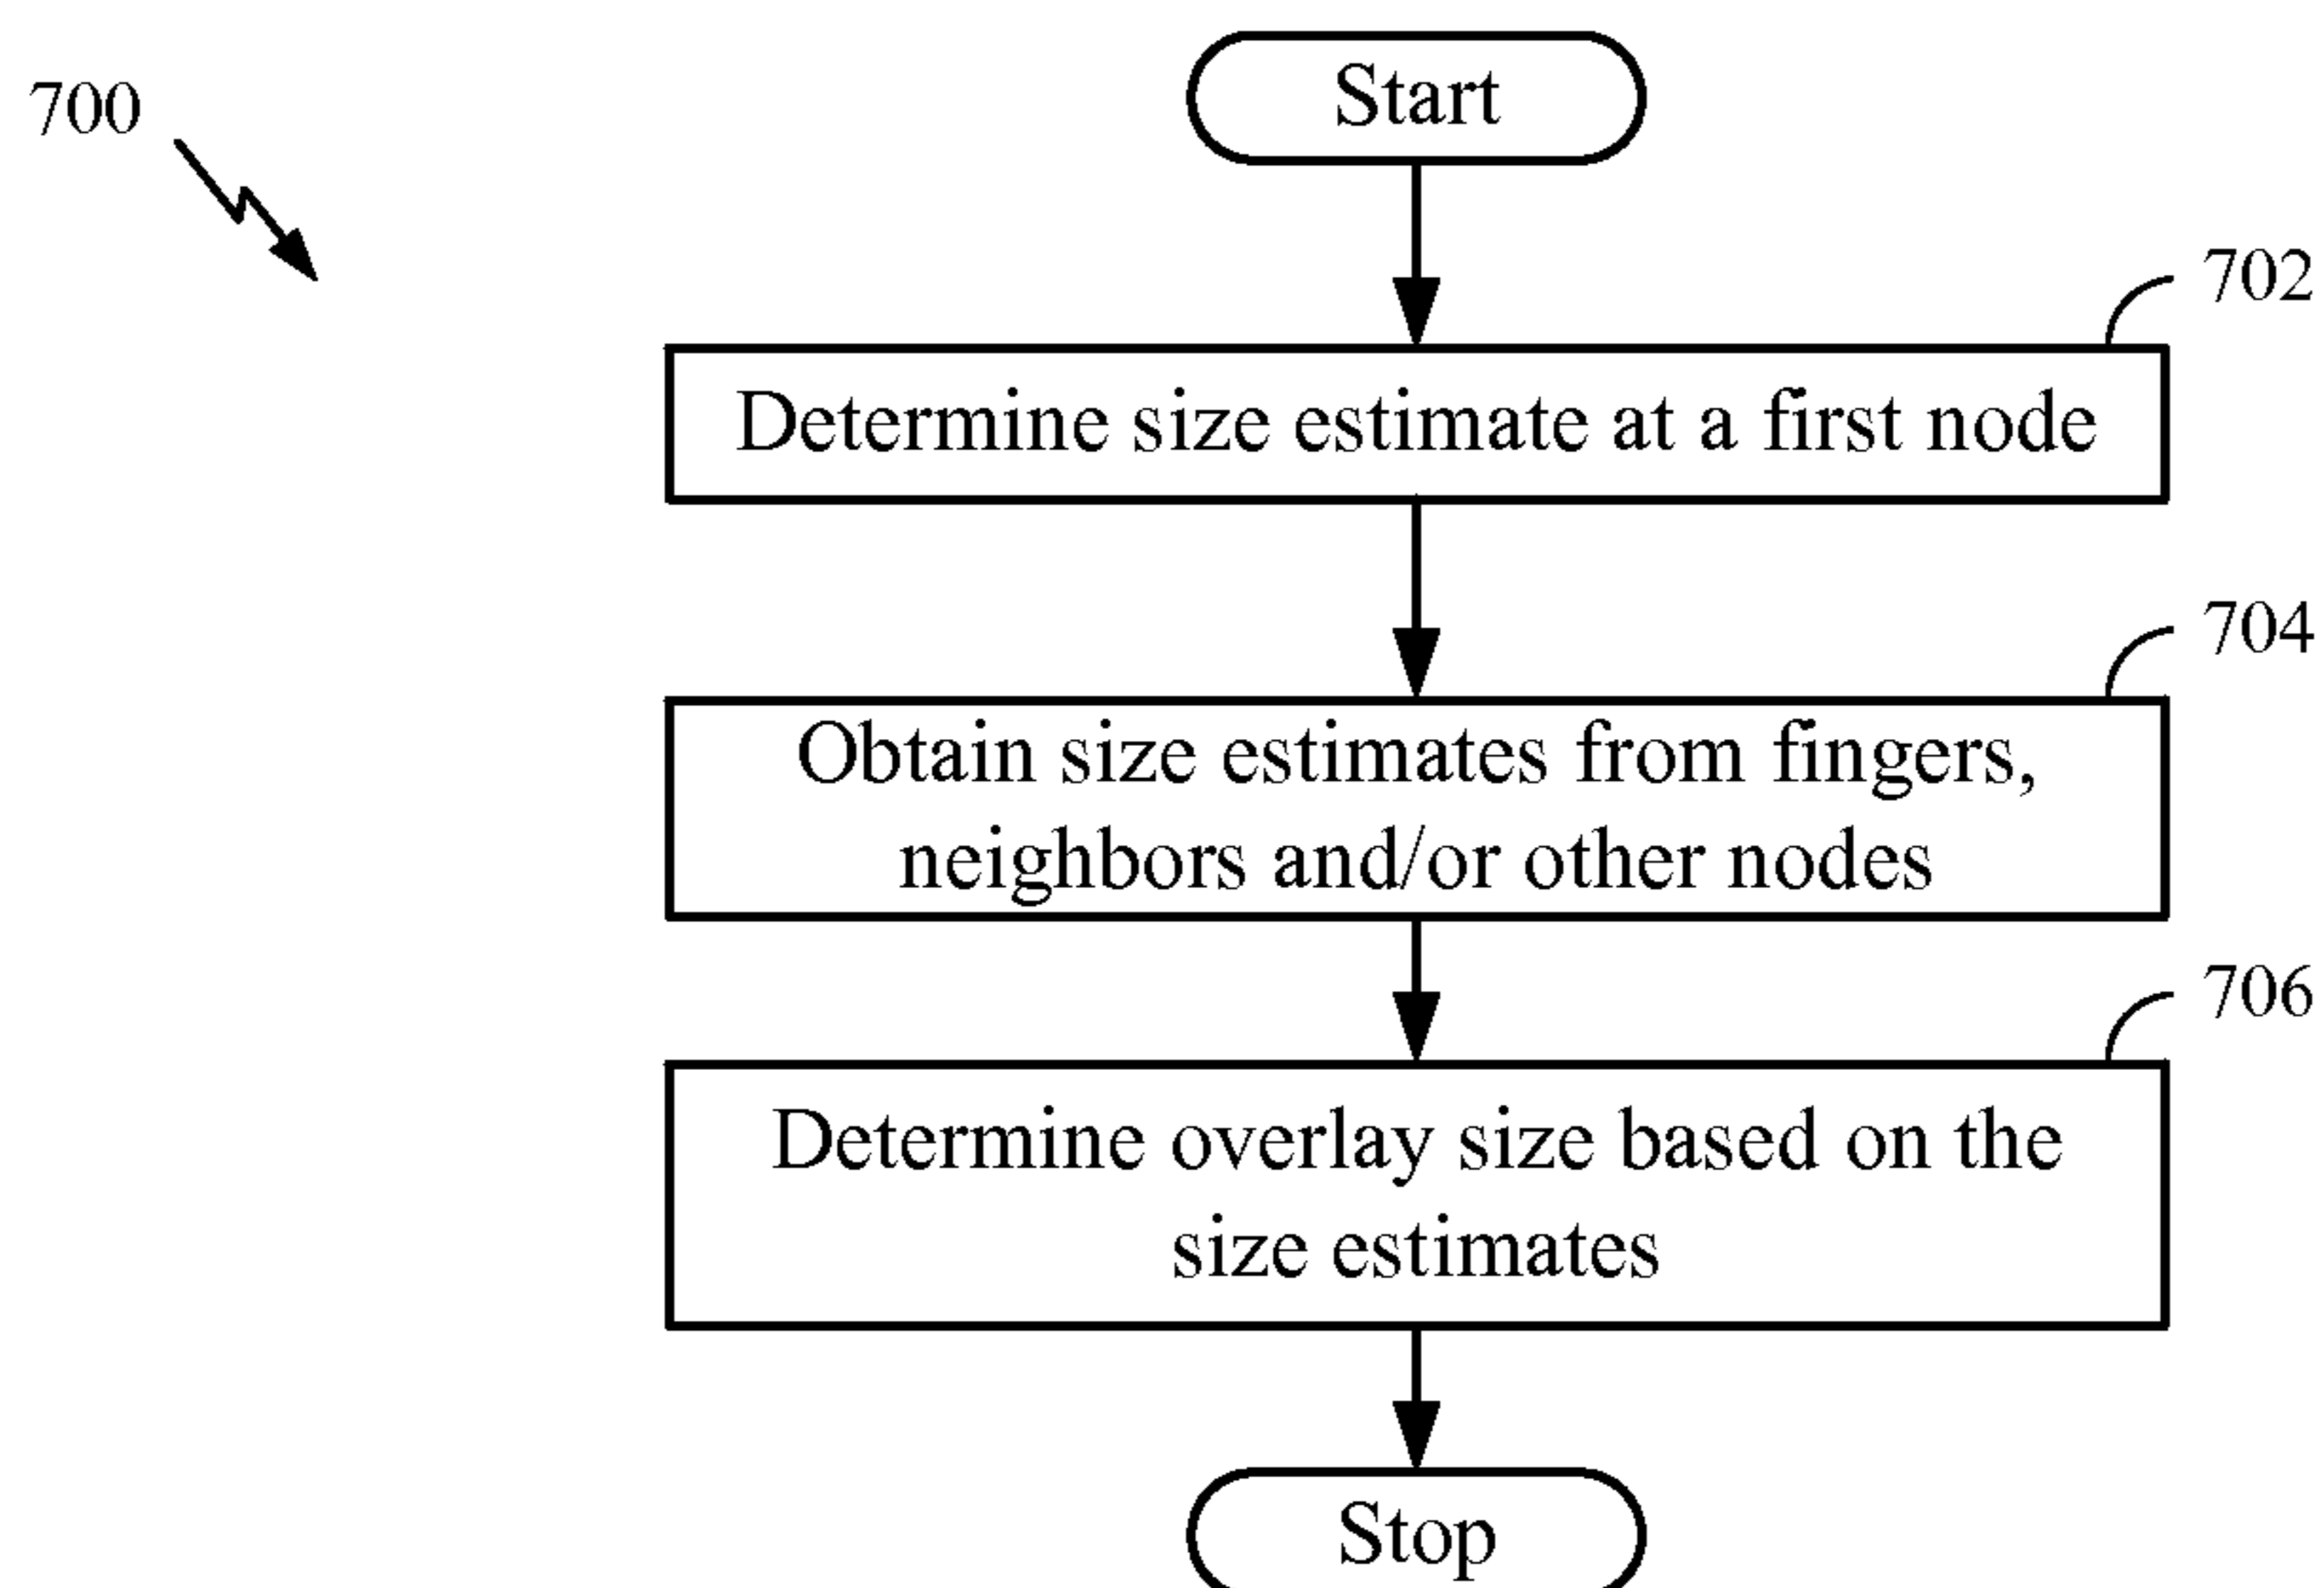 700
Start
702
Determine size estimate at a first node
704
Obtain size estimates from fingers,
neighbors and/or other nodes
706
Determine overlay size based on the
size estimates
Stop